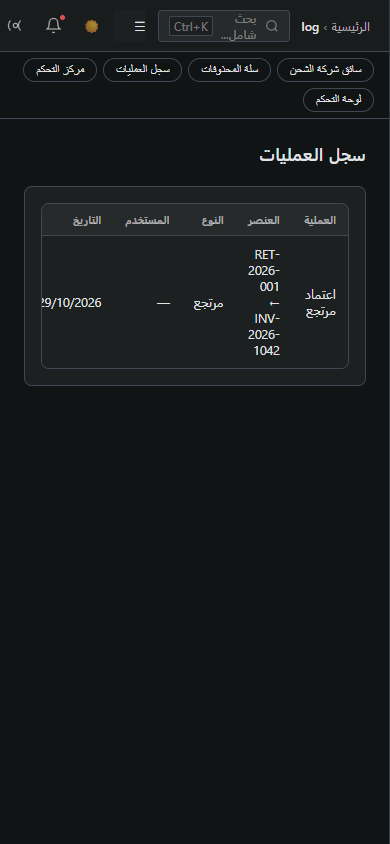 الرئيسية › log
بحث شامل... Ctrl+K
سائق شركة الشحن
سلة المحذوفات
سجل العمليات
مركز التحكم
لوحة التحكم
سجل العمليات
العملية العنصر النوع المستخدم التاريخ
اعتماد مرتجع
RET-2026-001 ← INV-2026-1042
مرتجع
—
29/10/2026